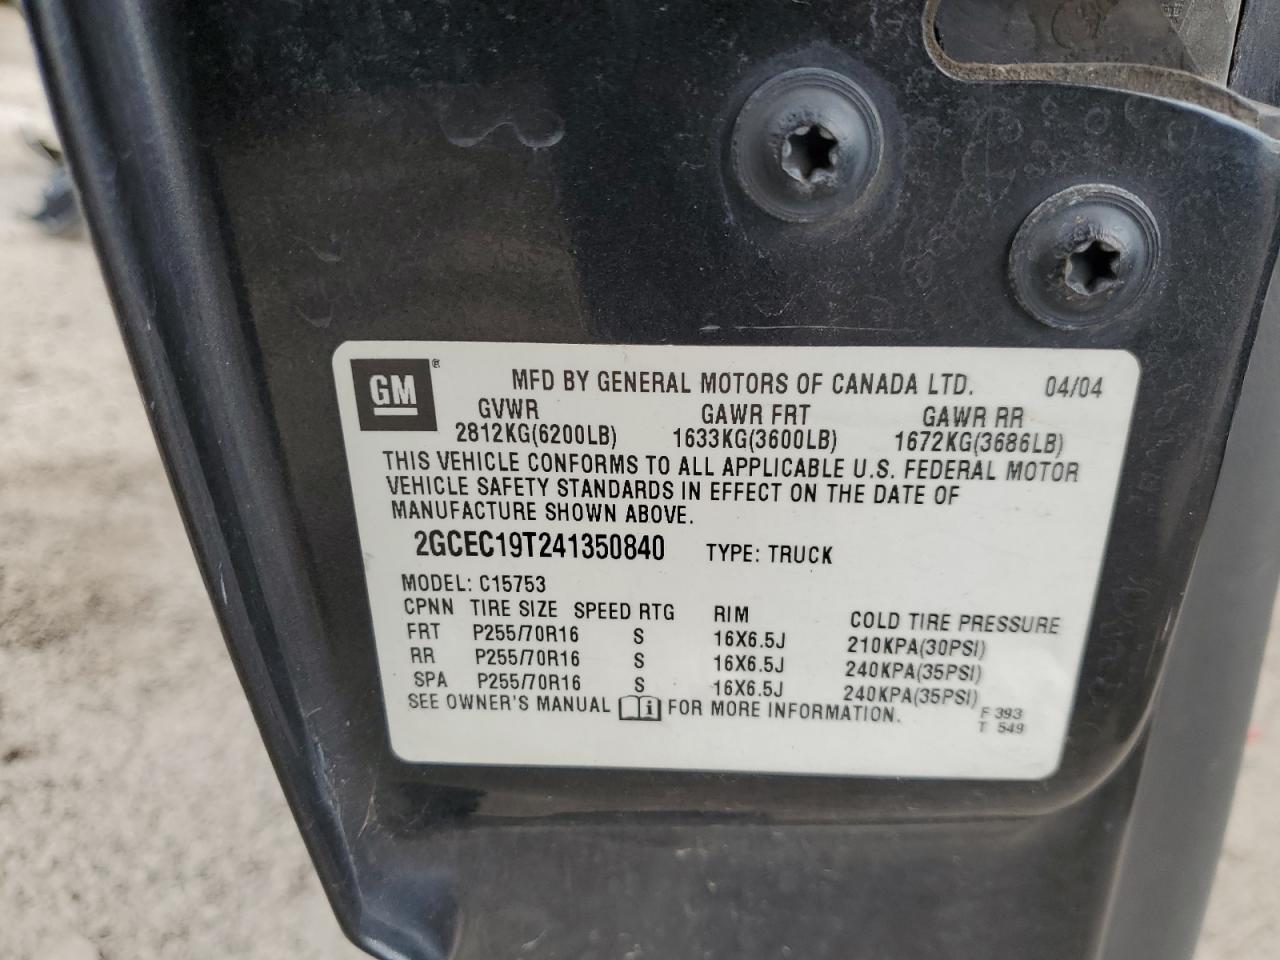 GM® MFD BY GENERAL MOTORS OF CANADA LTD. 04/04
GVWR GAWR FRT GAWR RR
2812KG(6200LB) 1633KG(3600LB) 1672KG(3686LB)
THIS VEHICLE CONFORMS TO ALL APPLICABLE U.S. FEDERAL MOTOR
VEHICLE SAFETY STANDARDS IN EFFECT ON THE DATE OF
MANUFACTURE SHOWN ABOVE.
2GCEC19T241350840 TYPE: TRUCK
MODEL: C15753
CPNN TIRE SIZE SPEED RTG RIM COLD TIRE PRESSURE
FRT P255/70R16 S 16X6.5J 210KPA(30PSI)
RR P255/70R16 S 16X6.5J 240KPA(35PSI)
SPA P255/70R16 S 16X6.5J 240KPA(35PSI)
SEE OWNER'S MANUAL i FOR MORE INFORMATION. F 393
T 549